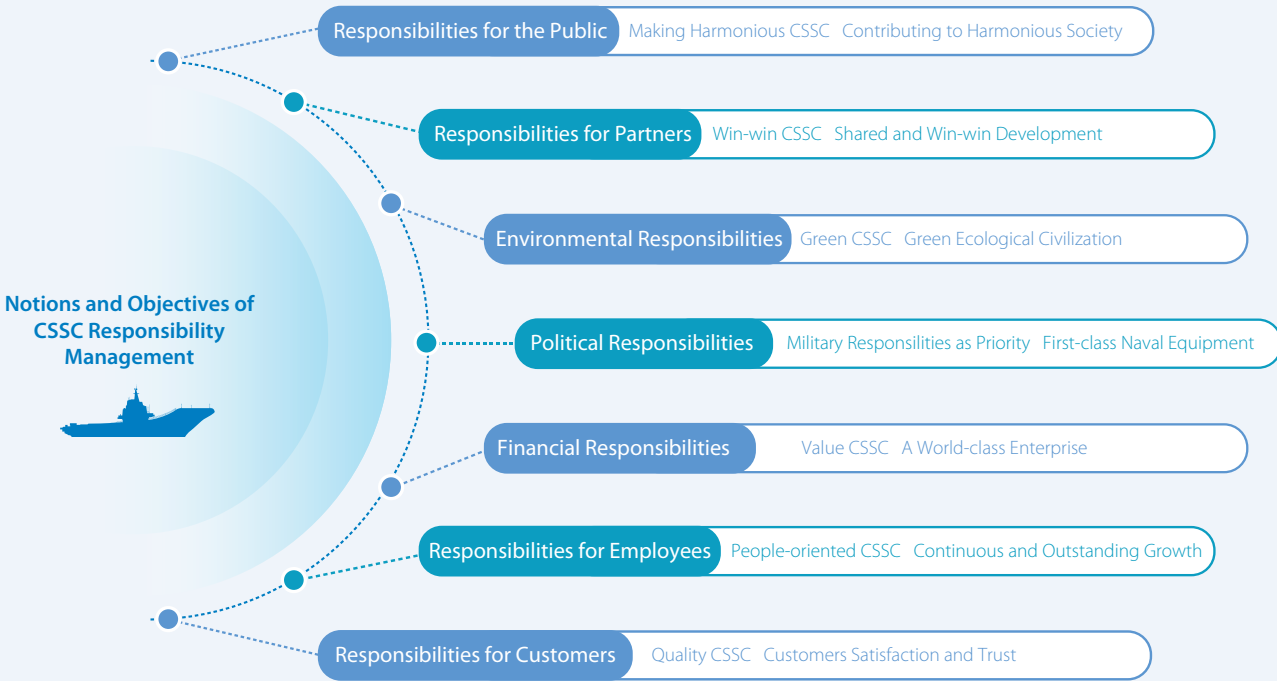 Responsibilities for the Public Making Harmonious CSSC Contributing to Harmonious Society
Responsibilities for Partners Win-win CSSC Shared and Win-win Development
Environmental Responsibilities Green CSSC Green Ecological Civilization
Notions and Objectives of
CSSC Responsibility
Management
Political Responsibilities Military Responsilities as Priority First-class Naval Equipment
Financial Responsibilities Value CSSC A World-class Enterprise
Responsibilities for Employees People-oriented CSSC Continuous and Outstanding Growth
Responsibilities for Customers Quality CSSC Customers Satisfaction and Trust